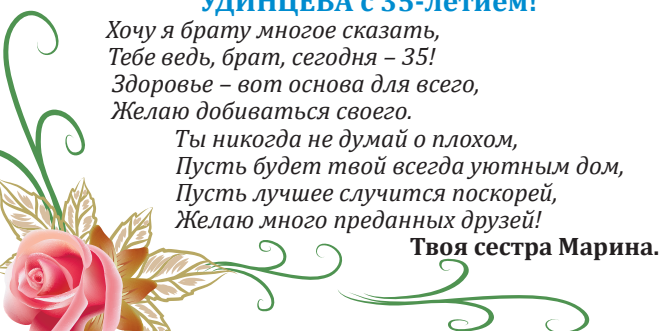 УДИНЦЕВА с 35-летием!
Хочу я брату многое сказать,
Тебе ведь, брат, сегодня – 35!
Здоровье – вот основа для всего,
Желаю добиваться своего.
Ты никогда не думай о плохом,
Пусть будет твой всегда уютным дом,
Пусть лучшее случится поскорей,
Желаю много преданных друзей!
Твоя сестра Марина.